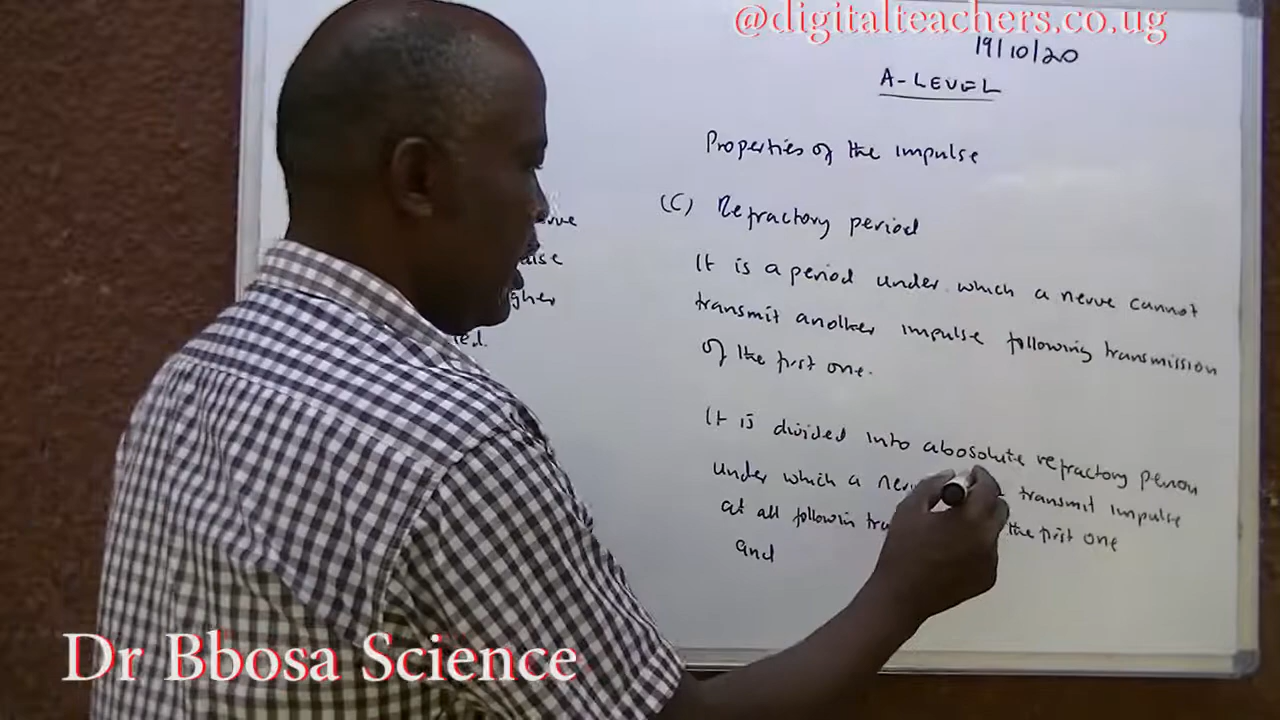 @digitalteachers.co.ug
19/10/20
A-LEVEL
Properties of the impulse
(C) Refractory period
It is a period under which a nerve cannot
transmit another impulse following transmission
of the first one.
It is divided into abosolute refractory period
under which a transmit impulse
at all followin the first one
and
Dr Bbosa Science